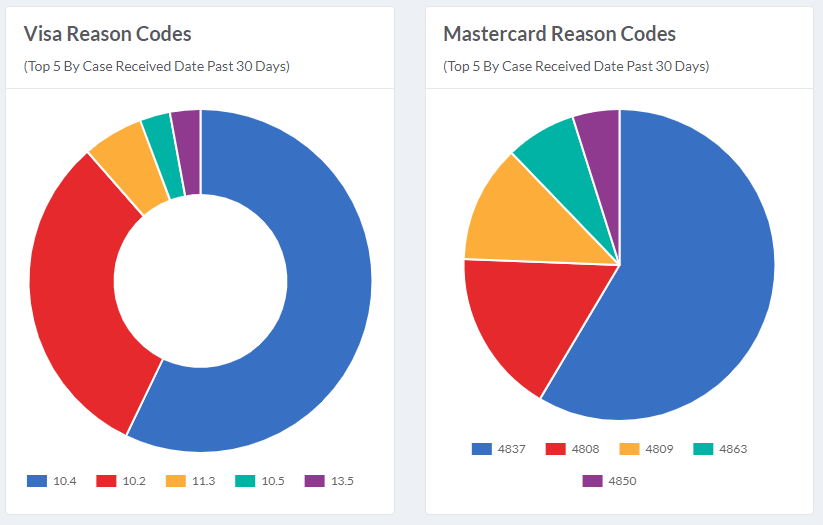 Visa Reason Codes
(Top 5 By Case Received Date Past 30 Days)
10.4 10.2 11.3 10.5 13.5
Mastercard Reason Codes
(Top 5 By Case Received Date Past 30 Days)
4837 4808 4809 4863
4850